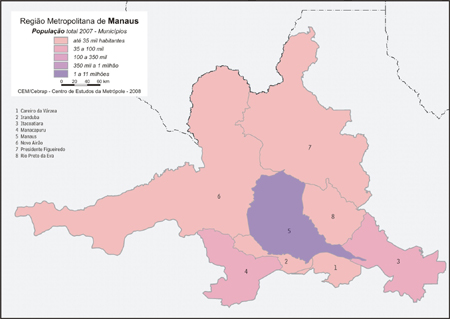 Região Metropolitana de Manaus
População total 2007 - Municípios
até 35 mil habitantes
35 a 100 mil
100 a 350 mil
350 mil a 1 milhão
1 a 11 milhões
0 20 40 60 km
CEM/Cebrap - Centro de Estudos da Metrópole - 2008
1 Careiro da Várzea
2 Iranduba
3 Itacoatiara
4 Manacapuru
5 Manaus
6 Novo Airão
7 Presidente Figueiredo
8 Rio Preto da Eva
7
6
8
5
3
4
2
1